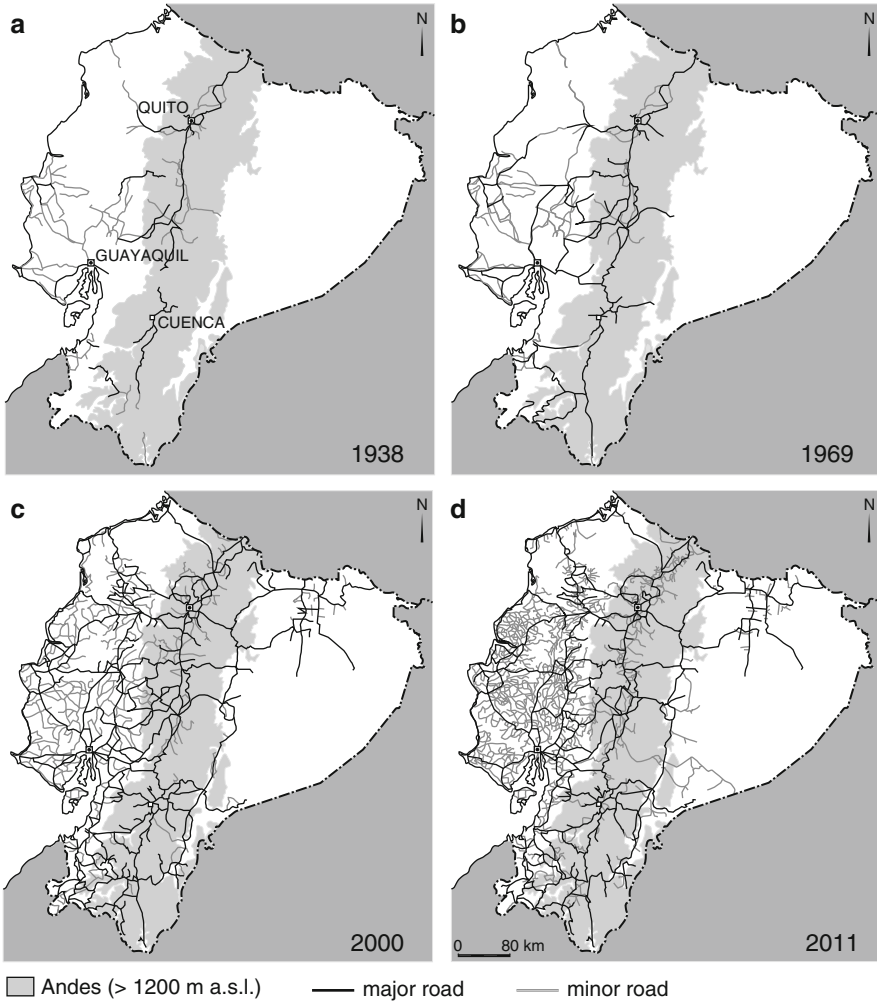 a
N
QUITO
GUAYAQUIL
CUENCA
1938
b
N
1969
c
N
2000
d
N
0 80 km
2011
Andes (> 1200 m a.s.l.) major road minor road